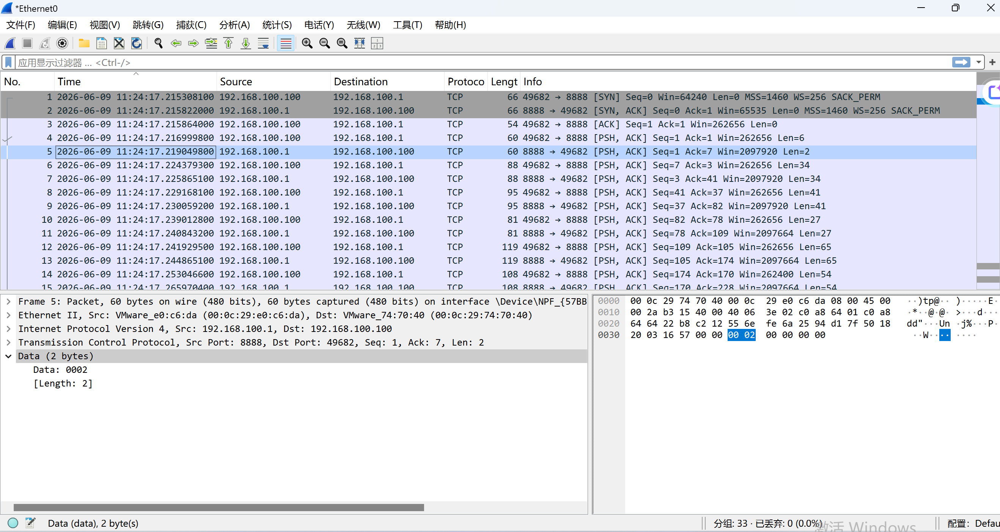 *Ethernet0
文件(F) 编辑(E) 视图(V) 跳转(G) 捕获(C) 分析(A) 统计(S) 电话(Y) 无线(W) 工具(T) 帮助(H)
应用显示过滤器 … <Ctrl-/>
No. Time Source Destination Protoco Lengt Info
1 2026-06-09 11:24:17.215308100 192.168.100.100 192.168.100.1 TCP 66 49682 → 8888 [SYN] Seq=0 Win=64240 Len=0 MSS=1460 WS=256 SACK_PERM
2 2026-06-09 11:24:17.215822000 192.168.100.1 192.168.100.100 TCP 66 8888 → 49682 [SYN, ACK] Seq=0 Ack=1 Win=65535 Len=0 MSS=1460 WS=256 SACK_PERM
3 2026-06-09 11:24:17.215864000 192.168.100.100 192.168.100.1 TCP 54 49682 → 8888 [ACK] Seq=1 Ack=1 Win=262656 Len=0
4 2026-06-09 11:24:17.216999800 192.168.100.100 192.168.100.1 TCP 60 49682 → 8888 [PSH, ACK] Seq=1 Ack=1 Win=262656 Len=6
5 2026-06-09 11:24:17.219049800 192.168.100.1 192.168.100.100 TCP 60 8888 → 49682 [PSH, ACK] Seq=1 Ack=7 Win=2097920 Len=2
6 2026-06-09 11:24:17.224379300 192.168.100.100 192.168.100.1 TCP 88 49682 → 8888 [PSH, ACK] Seq=7 Ack=3 Win=262656 Len=34
7 2026-06-09 11:24:17.225865100 192.168.100.1 192.168.100.100 TCP 88 8888 → 49682 [PSH, ACK] Seq=3 Ack=41 Win=2097920 Len=34
8 2026-06-09 11:24:17.229168100 192.168.100.100 192.168.100.1 TCP 95 49682 → 8888 [PSH, ACK] Seq=41 Ack=37 Win=262656 Len=41
9 2026-06-09 11:24:17.230059200 192.168.100.1 192.168.100.100 TCP 95 8888 → 49682 [PSH, ACK] Seq=37 Ack=82 Win=2097920 Len=41
10 2026-06-09 11:24:17.239012800 192.168.100.100 192.168.100.1 TCP 81 49682 → 8888 [PSH, ACK] Seq=82 Ack=78 Win=262656 Len=27
11 2026-06-09 11:24:17.240843200 192.168.100.1 192.168.100.100 TCP 81 8888 → 49682 [PSH, ACK] Seq=78 Ack=109 Win=2097664 Len=27
12 2026-06-09 11:24:17.241929500 192.168.100.100 192.168.100.1 TCP 119 49682 → 8888 [PSH, ACK] Seq=109 Ack=105 Win=262656 Len=65
13 2026-06-09 11:24:17.244865100 192.168.100.1 192.168.100.100 TCP 119 8888 → 49682 [PSH, ACK] Seq=105 Ack=174 Win=2097664 Len=65
14 2026-06-09 11:24:17.253046600 192.168.100.100 192.168.100.1 TCP 108 49682 → 8888 [PSH, ACK] Seq=174 Ack=170 Win=262400 Len=54
15 2026-06-09 11:24:17.265970400 192.168.100.1 192.168.100.100 TCP 108 8888 → 49682 [PSH, ACK] Seq=170 Ack=228 Win=2097664 Len=54
Frame 5: Packet, 60 bytes on wire (480 bits), 60 bytes captured (480 bits) on interface \Device\NPF_{57BB
Ethernet II, Src: VMware_e0:c6:da (00:0c:29:e0:c6:da), Dst: VMware_74:70:40 (00:0c:29:74:70:40)
Internet Protocol Version 4, Src: 192.168.100.1, Dst: 192.168.100.100
Transmission Control Protocol, Src Port: 8888, Dst Port: 49682, Seq: 1, Ack: 7, Len: 2
Data (2 bytes)
Data: 0002
[Length: 2]
0000 00 0c 29 74 70 40 00 0c 29 e0 c6 da 08 00 45 00 ··)tp@·· )·····E·
0010 00 2a b3 15 40 00 40 06 3e 02 c0 a8 64 01 c0 a8 ·*··@·@· >···d···
0020 64 64 22 b8 c2 12 55 6e fe 6a 25 94 d1 7f 50 18 dd"···Un ·j%···P·
0030 20 03 16 57 00 00 00 02 00 00 00 00 ··W···· ····
Data (data), 2 byte(s)
分组: 33 · 已丢弃: 0 (0.0%)
激活 Windows
配置: Defau